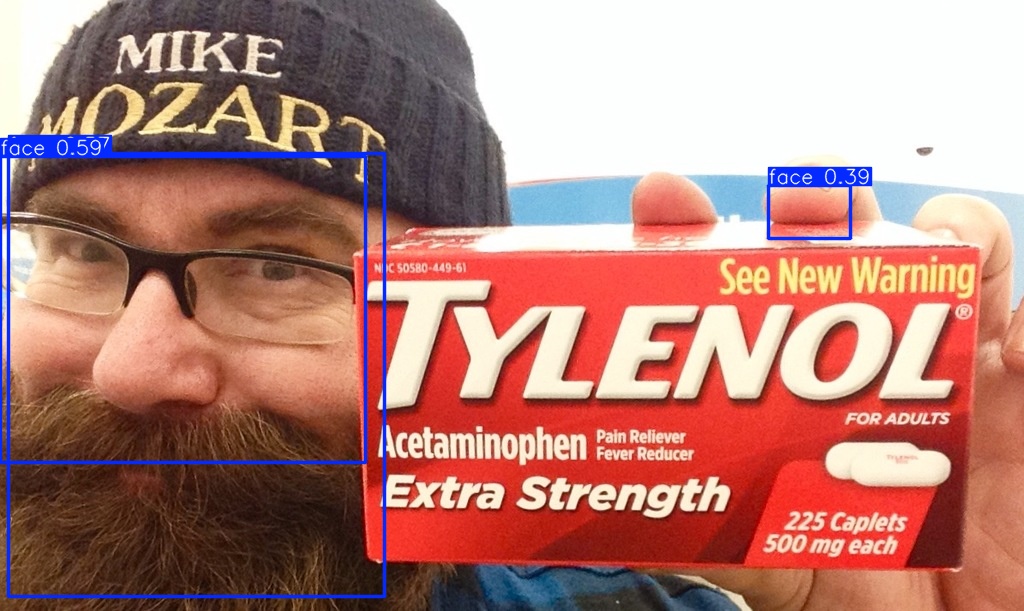 MIKE
MOZART
face 0.597
face 0.39
NDC 50580-449-61
See New Warning
TYLENOL®
FOR ADULTS
Acetaminophen
Pain Reliever
Fever Reducer
Extra Strength
225 Caplets
500 mg each